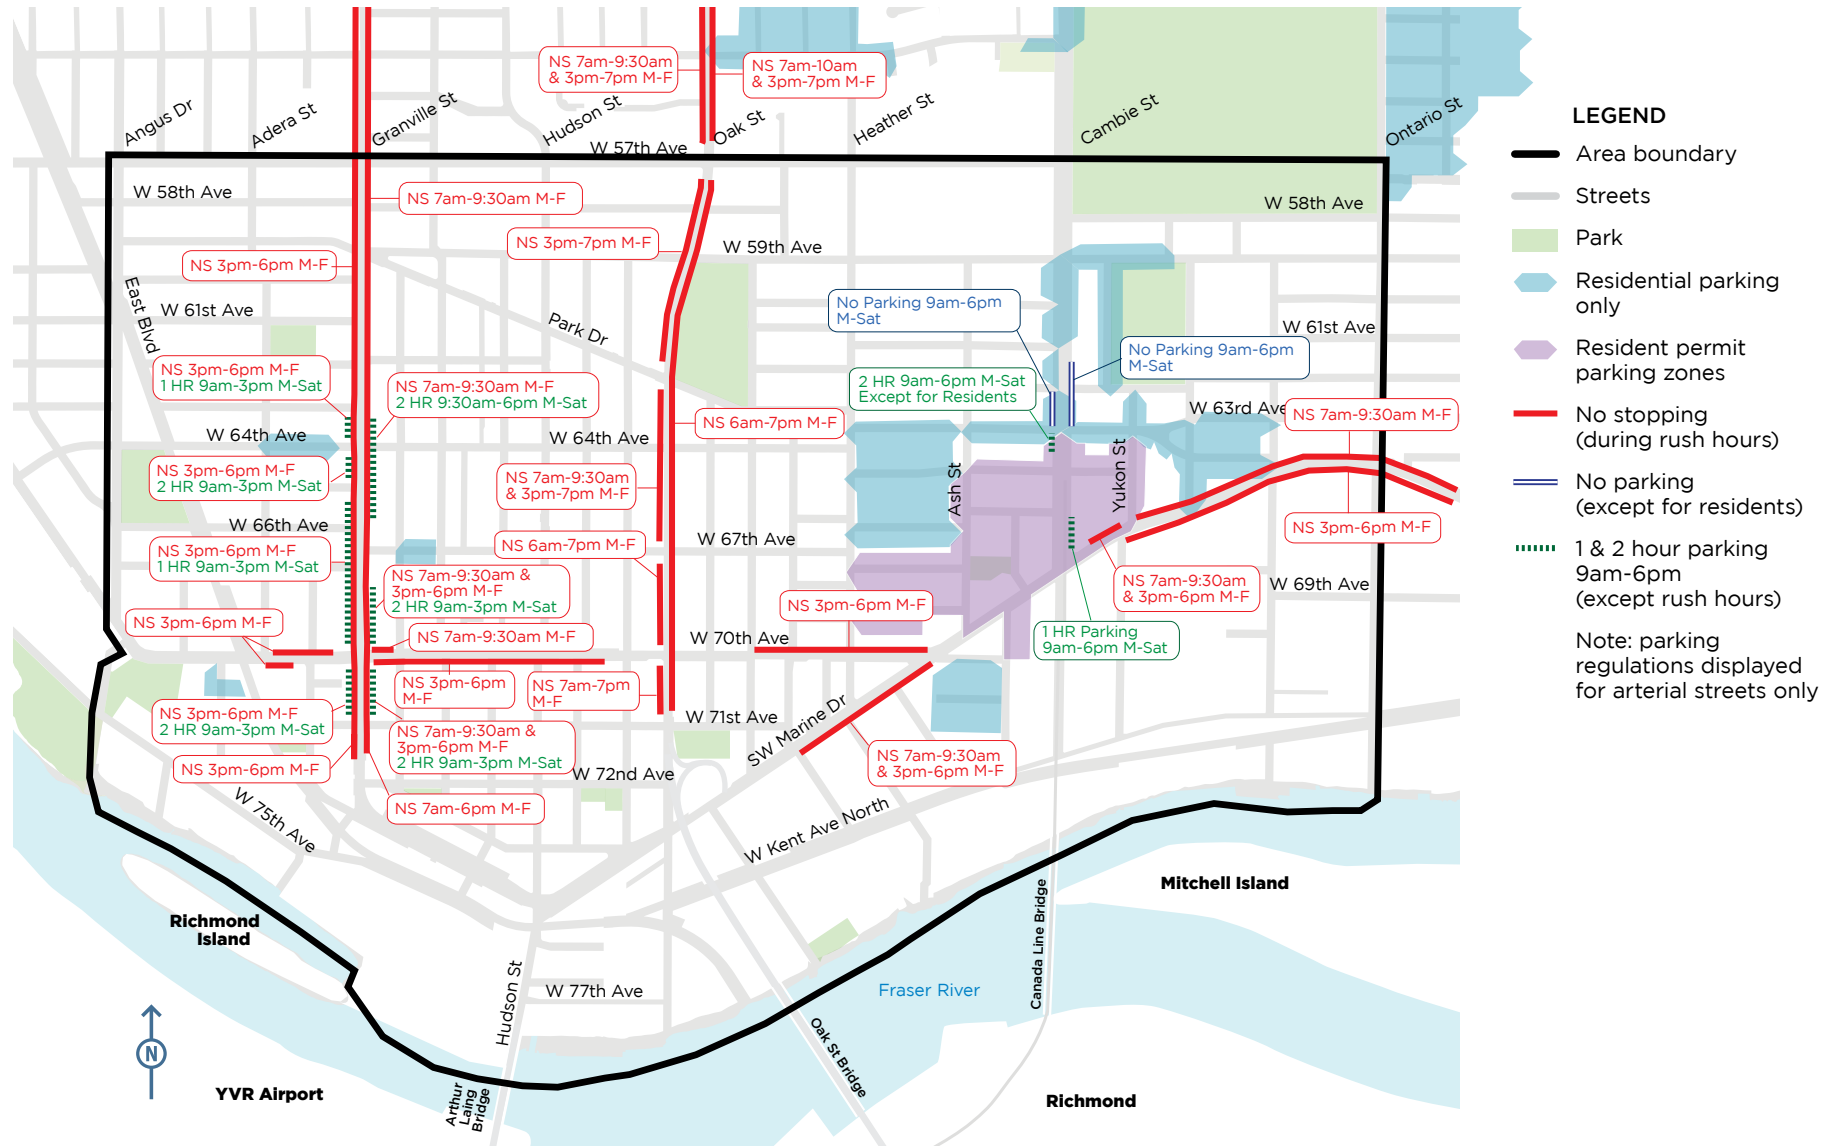 NS 7am-9:30am
& 3pm-7pm M-F
NS 7am-10am
& 3pm-7pm M-F
Angus Dr
Adera St
Granville St
Hudson St
Oak St
Heather St
Cambie St
Ontario St
W 57th Ave
W 58th Ave
NS 7am-9:30am M-F
W 58th Ave
NS 3pm-7pm M-F
W 59th Ave
NS 3pm-6pm M-F
East Blvd
W 61st Ave
Park Dr
No Parking 9am-6pm
M-Sat
W 61st Ave
No Parking 9am-6pm
M-Sat
NS 3pm-6pm M-F
1 HR 9am-3pm M-Sat
NS 7am-9:30am M-F
2 HR 9:30am-6pm M-Sat
2 HR 9am-6pm M-Sat
Except for Residents
W 63rd Ave
NS 7am-9:30am M-F
NS 6am-7pm M-F
W 64th Ave
W 64th Ave
NS 3pm-6pm M-F
2 HR 9am-3pm M-Sat
NS 7am-9:30am
& 3pm-7pm M-F
Ash St
Yukon St
W 66th Ave
NS 3pm-6pm M-F
NS 6am-7pm M-F
W 67th Ave
NS 3pm-6pm M-F
1 HR 9am-3pm M-Sat
NS 7am-9:30am &
3pm-6pm M-F
2 HR 9am-3pm M-Sat
NS 7am-9:30am
& 3pm-6pm M-F
W 69th Ave
NS 3pm-6pm M-F
NS 3pm-6pm M-F
NS 7am-9:30am M-F
W 70th Ave
1 HR Parking
9am-6pm M-Sat
NS 3pm-6pm
M-F
NS 7am-7pm
M-F
NS 3pm-6pm M-F
2 HR 9am-3pm M-Sat
W 71st Ave
SW Marine Dr
NS 7am-9:30am &
3pm-6pm M-F
2 HR 9am-3pm M-Sat
NS 7am-9:30am
& 3pm-6pm M-F
NS 3pm-6pm M-F
W 72nd Ave
NS 7am-6pm M-F
W 75th Ave
W Kent Ave North
Mitchell Island
Richmond
Island
Canada Line Bridge
Hudson St
W 77th Ave
Fraser River
Oak St Bridge
N
YVR Airport
Arthur
Laing
Bridge
Richmond
LEGEND
Area boundary
Streets
Park
Residential parking
only
Resident permit
parking zones
No stopping
(during rush hours)
No parking
(except for residents)
1 & 2 hour parking
9am-6pm
(except rush hours)
Note: parking
regulations displayed
for arterial streets only